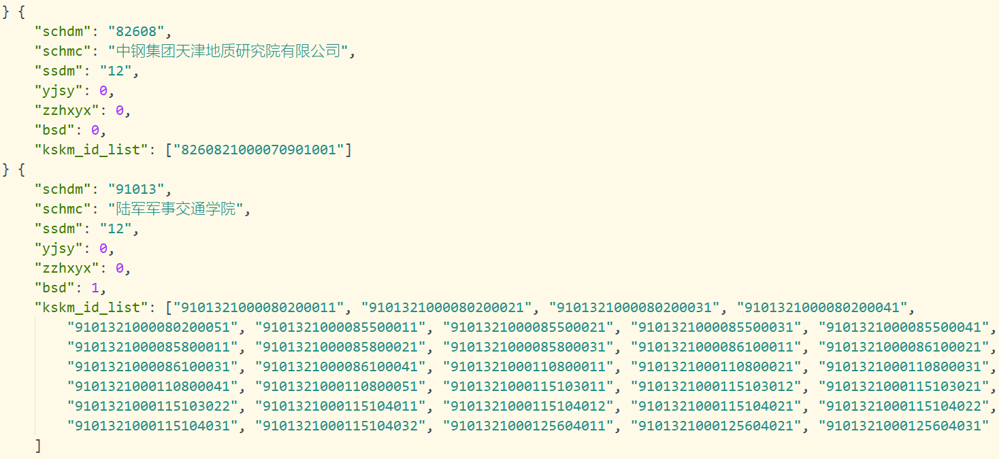 } {
    "schdm": "82608",
    "schmc": "中钢集团天津地质研究院有限公司",
    "ssdm": "12",
    "yjsy": 0,
    "zzhxyx": 0,
    "bsd": 0,
    "kskm_id_list": ["8260821000070901001"]
} {
    "schdm": "91013",
    "schmc": "陆军军事交通学院",
    "ssdm": "12",
    "yjsy": 0,
    "zzhxyx": 0,
    "bsd": 1,
    "kskm_id_list": ["9101321000080200011", "9101321000080200021", "9101321000080200031", "9101321000080200041",
        "9101321000080200051", "9101321000085500011", "9101321000085500021", "9101321000085500031", "9101321000085500041",
        "9101321000085800011", "9101321000085800021", "9101321000085800031", "9101321000086100011", "9101321000086100021",
        "9101321000086100031", "9101321000086100041", "9101321000110800011", "9101321000110800021", "9101321000110800031",
        "9101321000110800041", "9101321000110800051", "9101321000115103011", "9101321000115103012", "9101321000115103021",
        "9101321000115103022", "9101321000115104011", "9101321000115104012", "9101321000115104021", "9101321000115104022",
        "9101321000115104031", "9101321000115104032", "9101321000125604011", "9101321000125604021", "9101321000125604031"
    ]